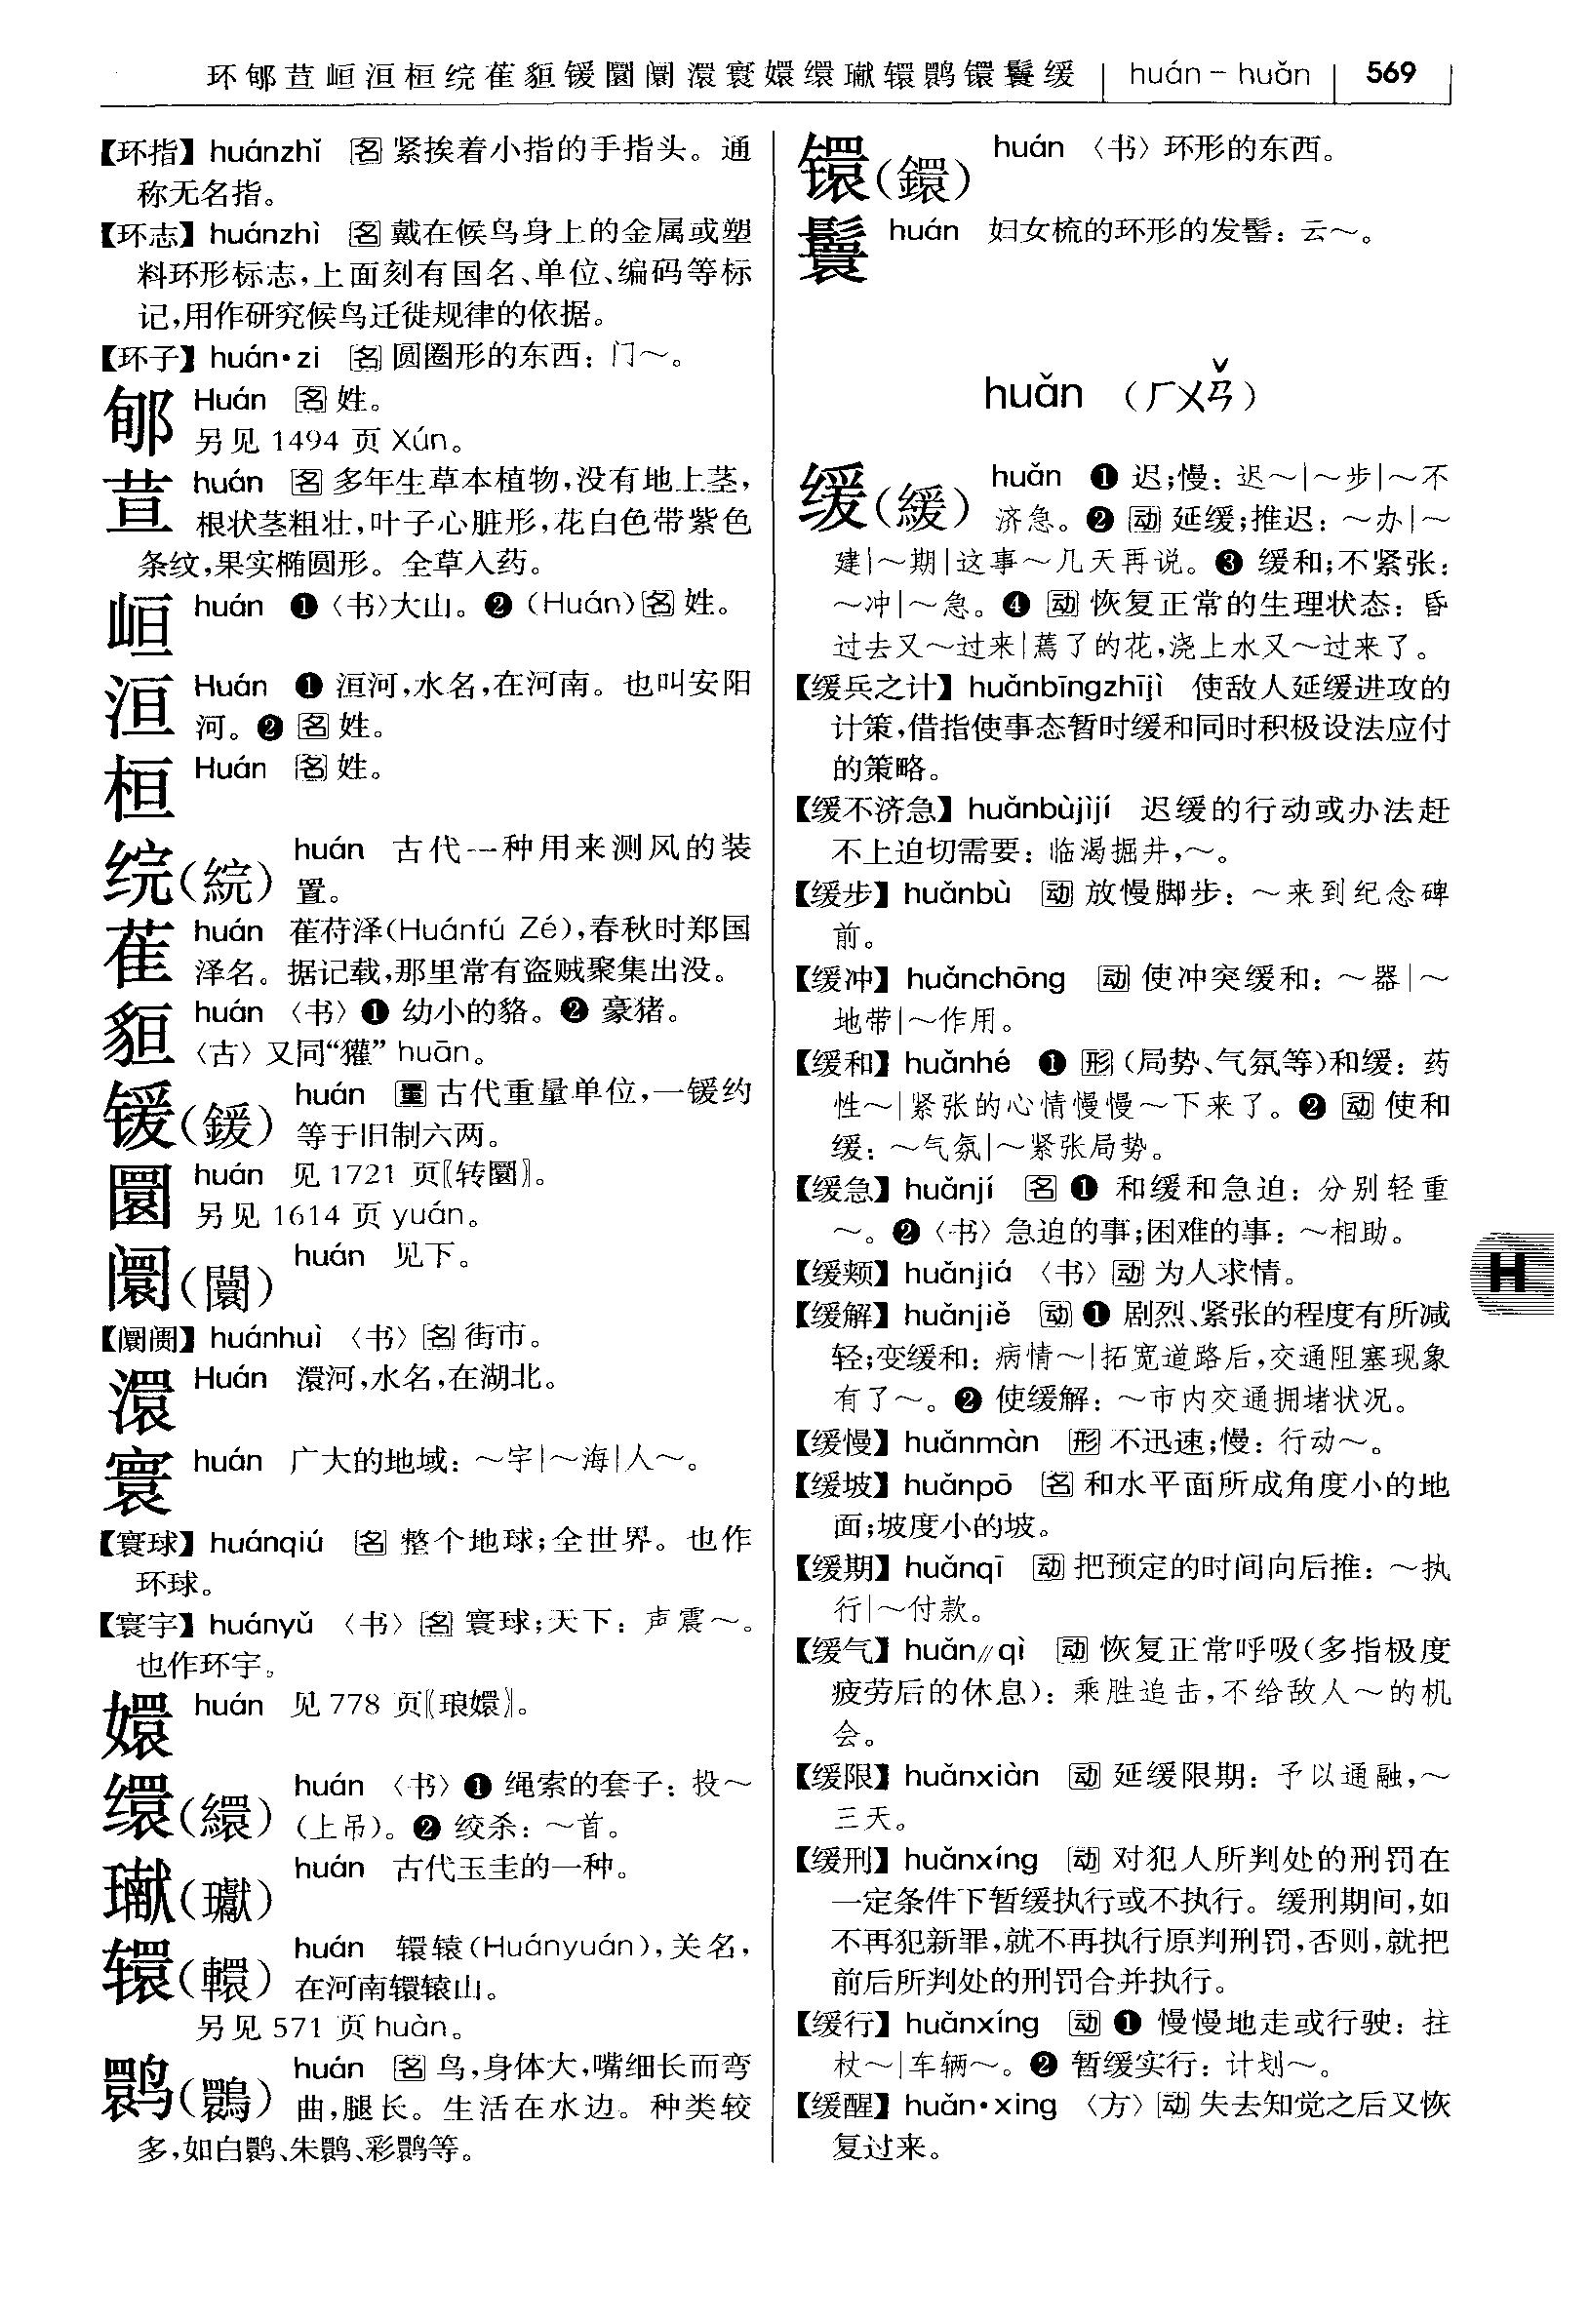 环郇荁峘洹桓综萑貆锾圜阛澴寰嬛缳瓛轘鹮镮鬟缓 huán – huǎn 569
【环指】huánzhǐ 名 紧挨着小指的手指头。通
称无名指。
【环志】huánzhì 名 戴在候鸟身上的金属或塑
料环形标志,上面刻有国名、单位、编码等标
记,用作研究候鸟迁徙规律的依据。
【环子】huán•zi 名 圆圈形的东西:门~。
郇 Huán 名 姓。
另见 1494 页 Xún。
荁 huán 名 多年生草本植物,没有地上茎,
根状茎粗壮,叶子心脏形,花白色带紫色
条纹,果实椭圆形。全草入药。
峘 huán ❶〈书〉大山。❷(Huán)名 姓。
洹 Huán ❶ 洹河,水名,在河南。也叫安阳
河。❷ 名 姓。
桓 Huán 名 姓。
综(綄) huán 古代一种用来测风的装
置。
萑 huán 萑苻泽(Huánfú Zé),春秋时郑国
泽名。据记载,那里常有盗贼聚集出没。
貆 huán 〈书〉❶ 幼小的貉。❷ 豪猪。
〈古〉又同“獾” huān。
锾(鍰) huán 量 古代重量单位,一锾约
等于旧制六两。
圜 huán 见 1721 页〖转圜〗。
另见 1614 页 yuán。
阛(闤) huán 见下。
【阛阓】huánhuì 〈书〉名 街市。
澴 Huán 澴河,水名,在湖北。
寰 huán 广大的地域:~宇|~海|人~。
【寰球】huánqiú 名 整个地球;全世界。也作
环球。
【寰宇】huányǔ 〈书〉名 寰球;天下:声震~。
也作环宇。
嬛 huán 见 778 页〖琅嬛〗。
缳(繯) huán 〈书〉❶ 绳索的套子:投~
(上吊)。❷ 绞杀:~首。
瓛(瓛) huán 古代玉圭的一种。
轘(轘) huán 轘辕(Huányuán),关名,
在河南轘辕山。
另见 571 页 huàn。
鹮(䴉) huán 名 鸟,身体大,嘴细长而弯
曲,腿长。生活在水边。种类较
多,如白鹮、朱鹮、彩鹮等。
镮(鐶) huán 〈书〉环形的东西。
鬟 huán 妇女梳的环形的发髻:云~。
huǎn (ㄏㄨㄢˇ)
缓(緩) huǎn ❶ 迟;慢:迟~|~步|~不
济急。❷ 动 延缓;推迟:~办|~
建|~期|这事~几天再说。❸ 缓和;不紧张:
~冲|~急。❹ 动 恢复正常的生理状态:昏
过去又~过来|蔫了的花,浇上水又~过来了。
【缓兵之计】huǎnbīngzhījì 使敌人延缓进攻的
计策,借指使事态暂时缓和同时积极设法应付
的策略。
【缓不济急】huǎnbùjìjí 迟缓的行动或办法赶
不上迫切需要:临渴掘井,~。
【缓步】huǎnbù 动 放慢脚步:~来到纪念碑
前。
【缓冲】huǎnchōng 动 使冲突缓和:~器|~
地带|~作用。
【缓和】huǎnhé ❶ 形 (局势、气氛等)和缓:药
性~|紧张的心情慢慢~下来了。❷ 动 使和
缓:~气氛|~紧张局势。
【缓急】huǎnjí 名 ❶ 和缓和急迫:分别轻重
~。❷〈书〉急迫的事;困难的事:~相助。
【缓颊】huǎnjiá 〈书〉动 为人求情。
【缓解】huǎnjiě 动 ❶ 剧烈、紧张的程度有所减
轻;变缓和:病情~|拓宽道路后,交通阻塞现象
有了~。❷ 使缓解:~市内交通拥堵状况。
【缓慢】huǎnmàn 形 不迅速;慢:行动~。
【缓坡】huǎnpō 名 和水平面所成角度小的地
面;坡度小的坡。
【缓期】huǎnqī 动 把预定的时间向后推:~执
行|~付款。
【缓气】huǎn//qì 动 恢复正常呼吸(多指极度
疲劳后的休息):乘胜追击,不给敌人~的机
会。
【缓限】huǎnxiàn 动 延缓限期:予以通融,~
三天。
【缓刑】huǎnxíng 动 对犯人所判处的刑罚在
一定条件下暂缓执行或不执行。缓刑期间,如
不再犯新罪,就不再执行原判刑罚,否则,就把
前后所判处的刑罚合并执行。
【缓行】huǎnxíng 动 ❶ 慢慢地走或行驶:拄
杖~|车辆~。❷ 暂缓实行:计划~。
【缓醒】huǎn•xing 〈方〉动 失去知觉之后又恢
复过来。
H